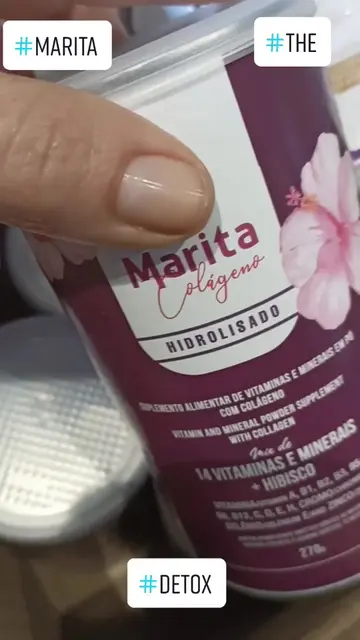 #MARITA
#THE
Marita
Colágeno
HIDROLISADO
SUPLEMENTO ALIMENTAR DE VITAMINAS E MINERAIS EM PÓ
COM COLÁGENO
VITAMIN AND MINERAL POWDER SUPPLEMENT
WITH COLLAGEN
Mix de
14 VITAMINAS E MINERAIS
+ HIBISCO
270g
#DETOX